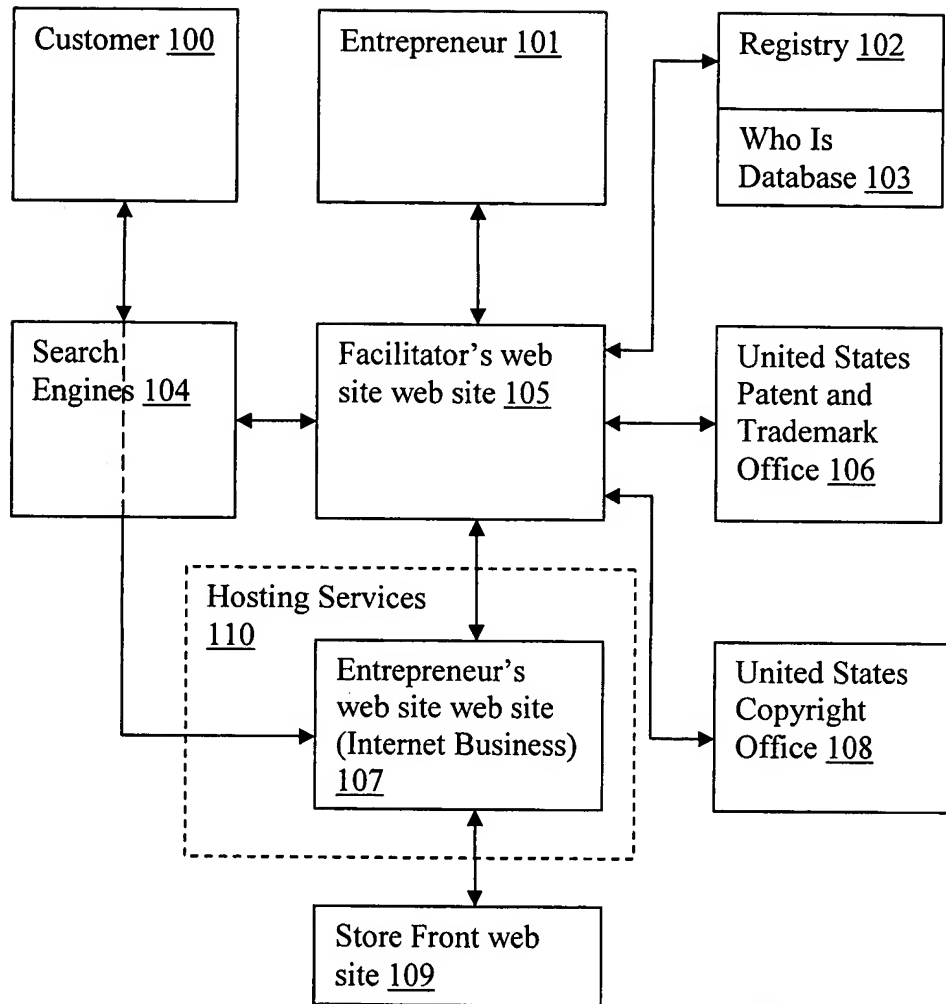 Customer 100
Entrepreneur 101
Registry 102
Who Is
Database 103
Search
Engines 104
Facilitator's web
site web site 105
United States
Patent and
Trademark
Office 106
Hosting Services
110
Entrepreneur's
web site web site
(Internet Business)
107
United States
Copyright
Office 108
Store Front web
site 109